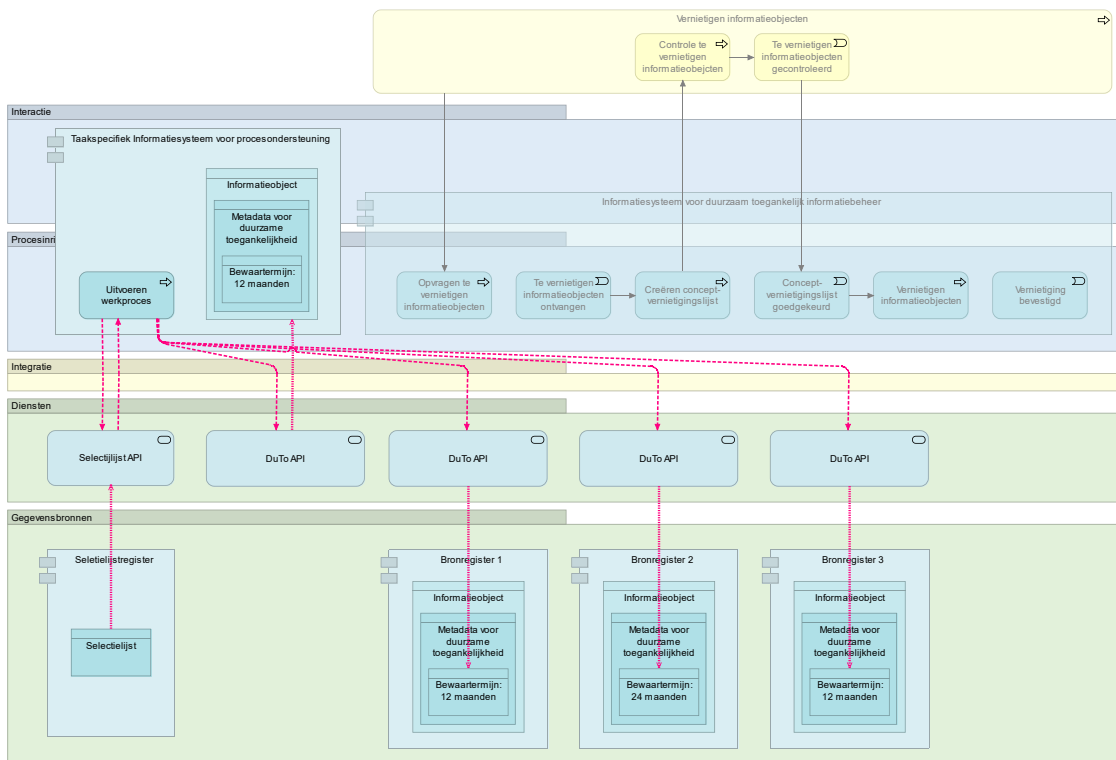 Vernietigen informatieobjecten
Controle te
vernietigen
informatieobejcten
Te vernietigen
informatieobjecten
gecontroleerd
Interactie
Taakspecifiek Informatiesysteem voor procesondersteuning
Informatieobject
Metadata voor
duurzame
toegankelijkheid
Bewaartermijn:
12 maanden
Informatiesysteem voor duurzaam toegankelijk informatiebeheer
Procesinri
Uitvoeren
werkproces
Opvragen te
vernietigen
informatieobjecten
Te vernietigen
informatieobjecten
ontvangen
Creëren concept-
vernietigingslijst
Concept-
vernietigingslijst
goedgekeurd
Vernietigen
informatieobjecten
Vernietiging
bevestigd
Integratie
Diensten
Selectijlijst API
DuTo API
DuTo API
DuTo API
DuTo API
Gegevensbronnen
Seletielijstregister
Selectielijst
Bronregister 1
Informatieobject
Metadata voor
duurzame
toegankelijkheid
Bewaartermijn:
12 maanden
Bronregister 2
Informatieobject
Metadata voor
duurzame
toegankelijkheid
Bewaartermijn:
24 maanden
Bronregister 3
Informatieobject
Metadata voor
duurzame
toegankelijkheid
Bewaartermijn:
12 maanden